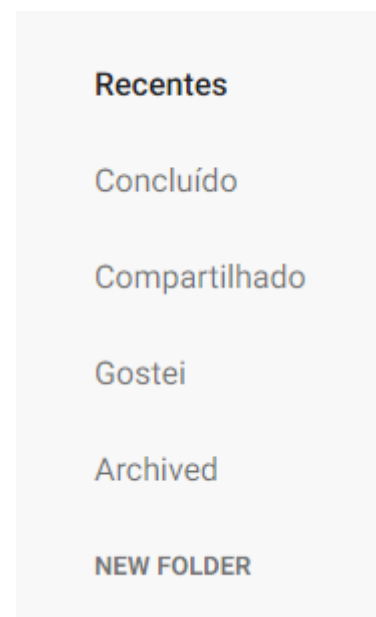 Recentes
Concluído
Compartilhado
Gostei
Archived
NEW FOLDER